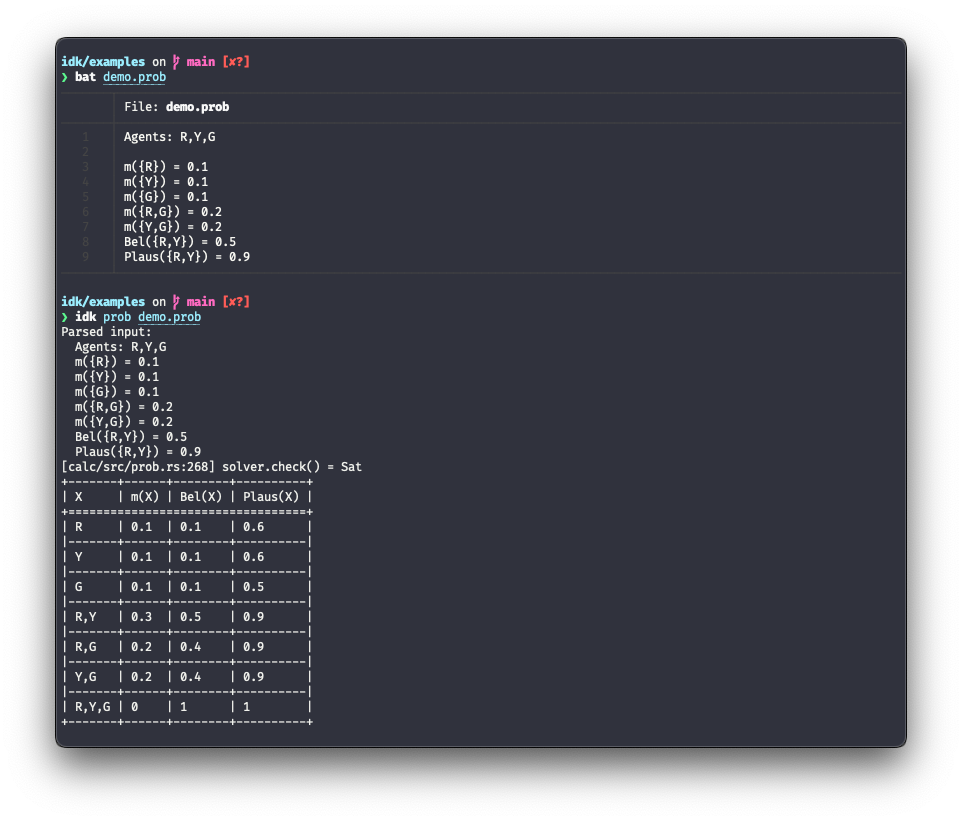 idk/examples on main [✘?]
❯ bat demo.prob
File: demo.prob
1 Agents: R,Y,G
2
3 m({R}) = 0.1
4 m({Y}) = 0.1
5 m({G}) = 0.1
6 m({R,G}) = 0.2
7 m({Y,G}) = 0.2
8 Bel({R,Y}) = 0.5
9 Plaus({R,Y}) = 0.9
idk/examples on main [✘?]
❯ idk prob demo.prob
Parsed input:
  Agents: R,Y,G
  m({R}) = 0.1
  m({Y}) = 0.1
  m({G}) = 0.1
  m({R,G}) = 0.2
  m({Y,G}) = 0.2
  Bel({R,Y}) = 0.5
  Plaus({R,Y}) = 0.9
[calc/src/prob.rs:268] solver.check() = Sat
+-------+------+--------+----------+
| X     | m(X) | Bel(X) | Plaus(X) |
+==================================+
| R     | 0.1  | 0.1    | 0.6      |
|-------+------+--------+----------|
| Y     | 0.1  | 0.1    | 0.6      |
|-------+------+--------+----------|
| G     | 0.1  | 0.1    | 0.5      |
|-------+------+--------+----------|
| R,Y   | 0.3  | 0.5    | 0.9      |
|-------+------+--------+----------|
| R,G   | 0.2  | 0.4    | 0.9      |
|-------+------+--------+----------|
| Y,G   | 0.2  | 0.4    | 0.9      |
|-------+------+--------+----------|
| R,Y,G | 0    | 1      | 1        |
+-------+------+--------+----------+